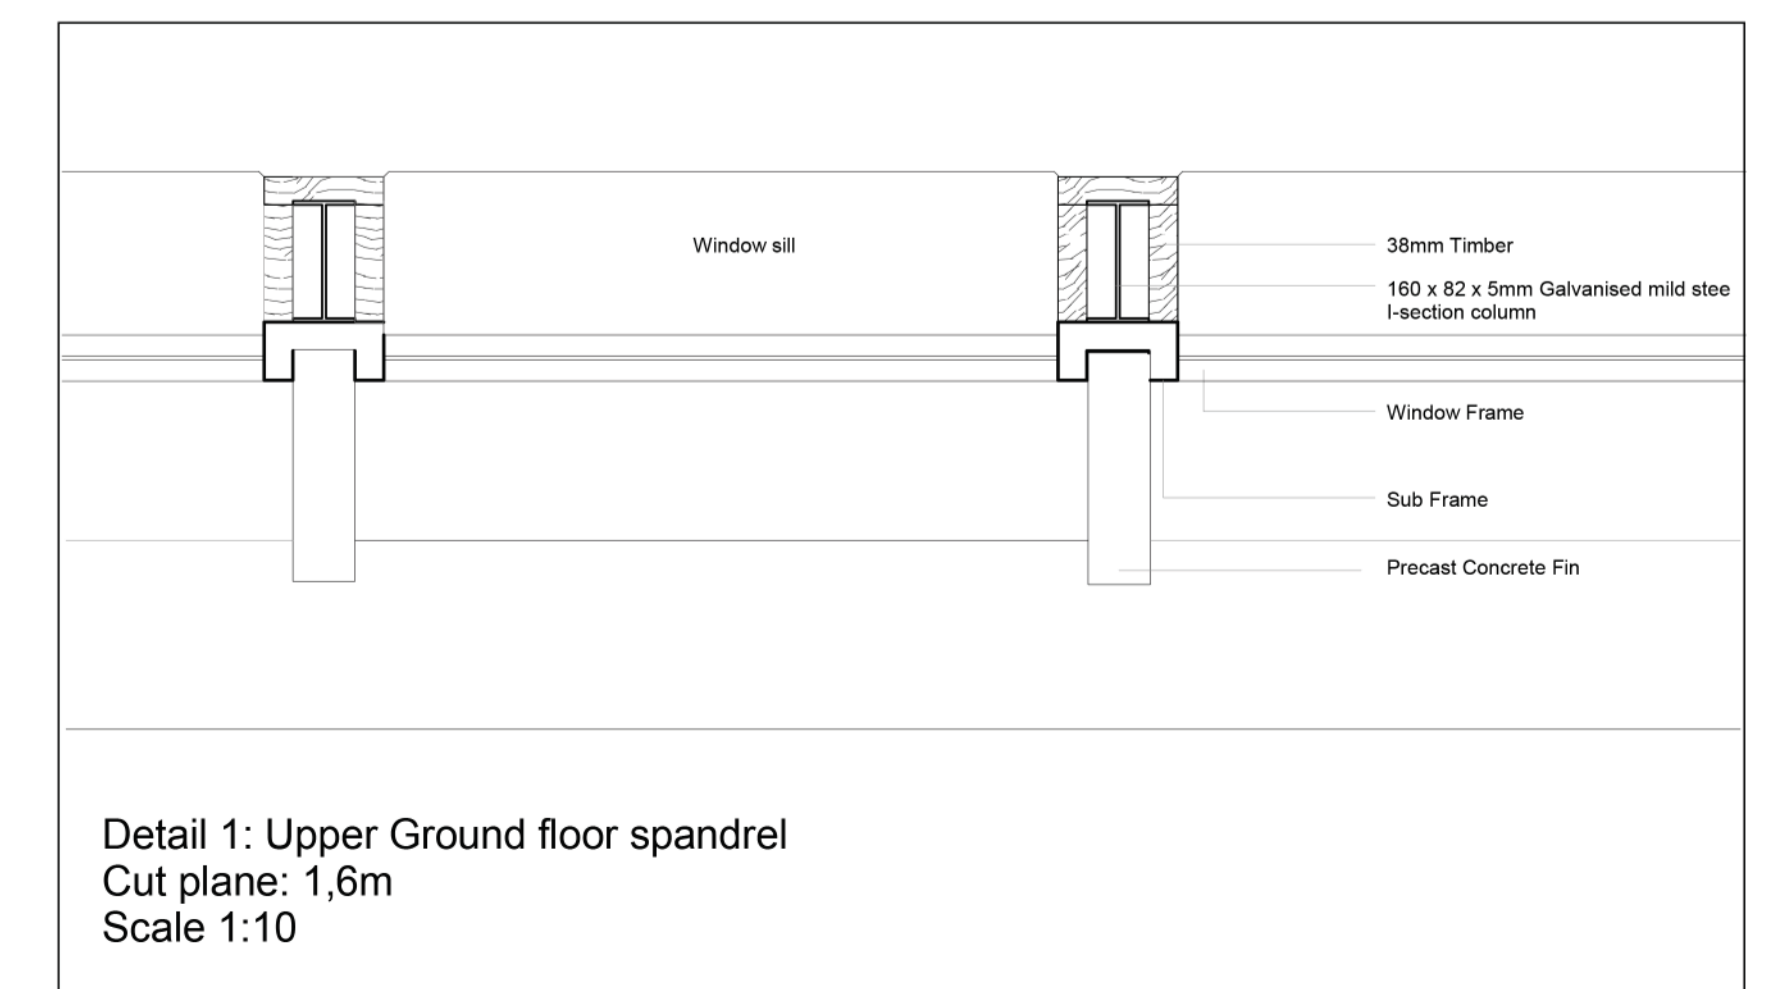 Window sill
38mm Timber
160 x 82 x 5mm Galvanised mild stee
I-section column
Window Frame
Sub Frame
Precast Concrete Fin
Detail 1: Upper Ground floor spandrel
Cut plane: 1,6m
Scale 1:10